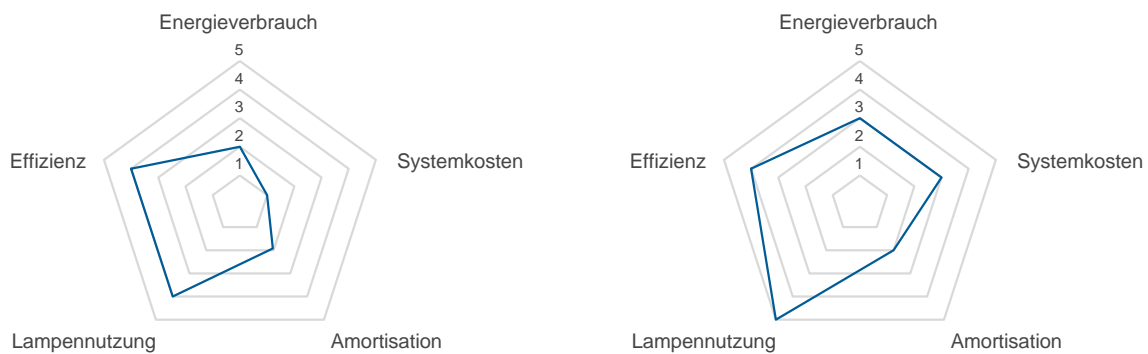 Energieverbrauch
5
4
3
2
1
Effizienz
Systemkosten
Lampennutzung
Amortisation
Energieverbrauch
5
4
3
2
1
Effizienz
Systemkosten
Lampennutzung
Amortisation